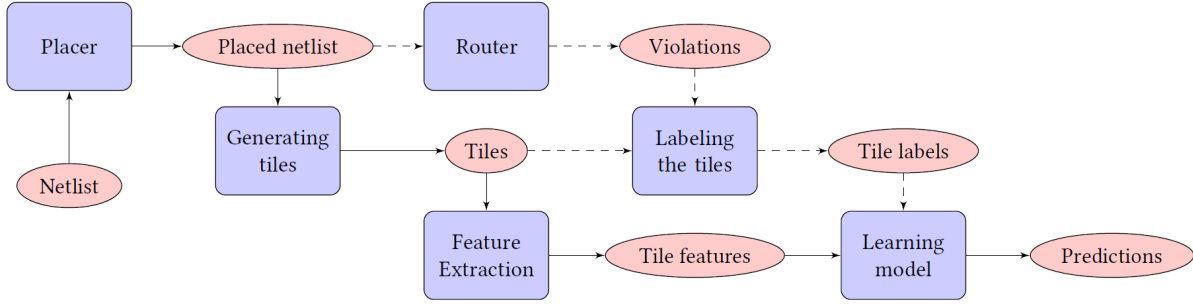 Placer
Placed netlist
Router
Violations
Generating
tiles
Tiles
Labeling
the tiles
Tile labels
Netlist
Feature
Extraction
Tile features
Learning
model
Predictions